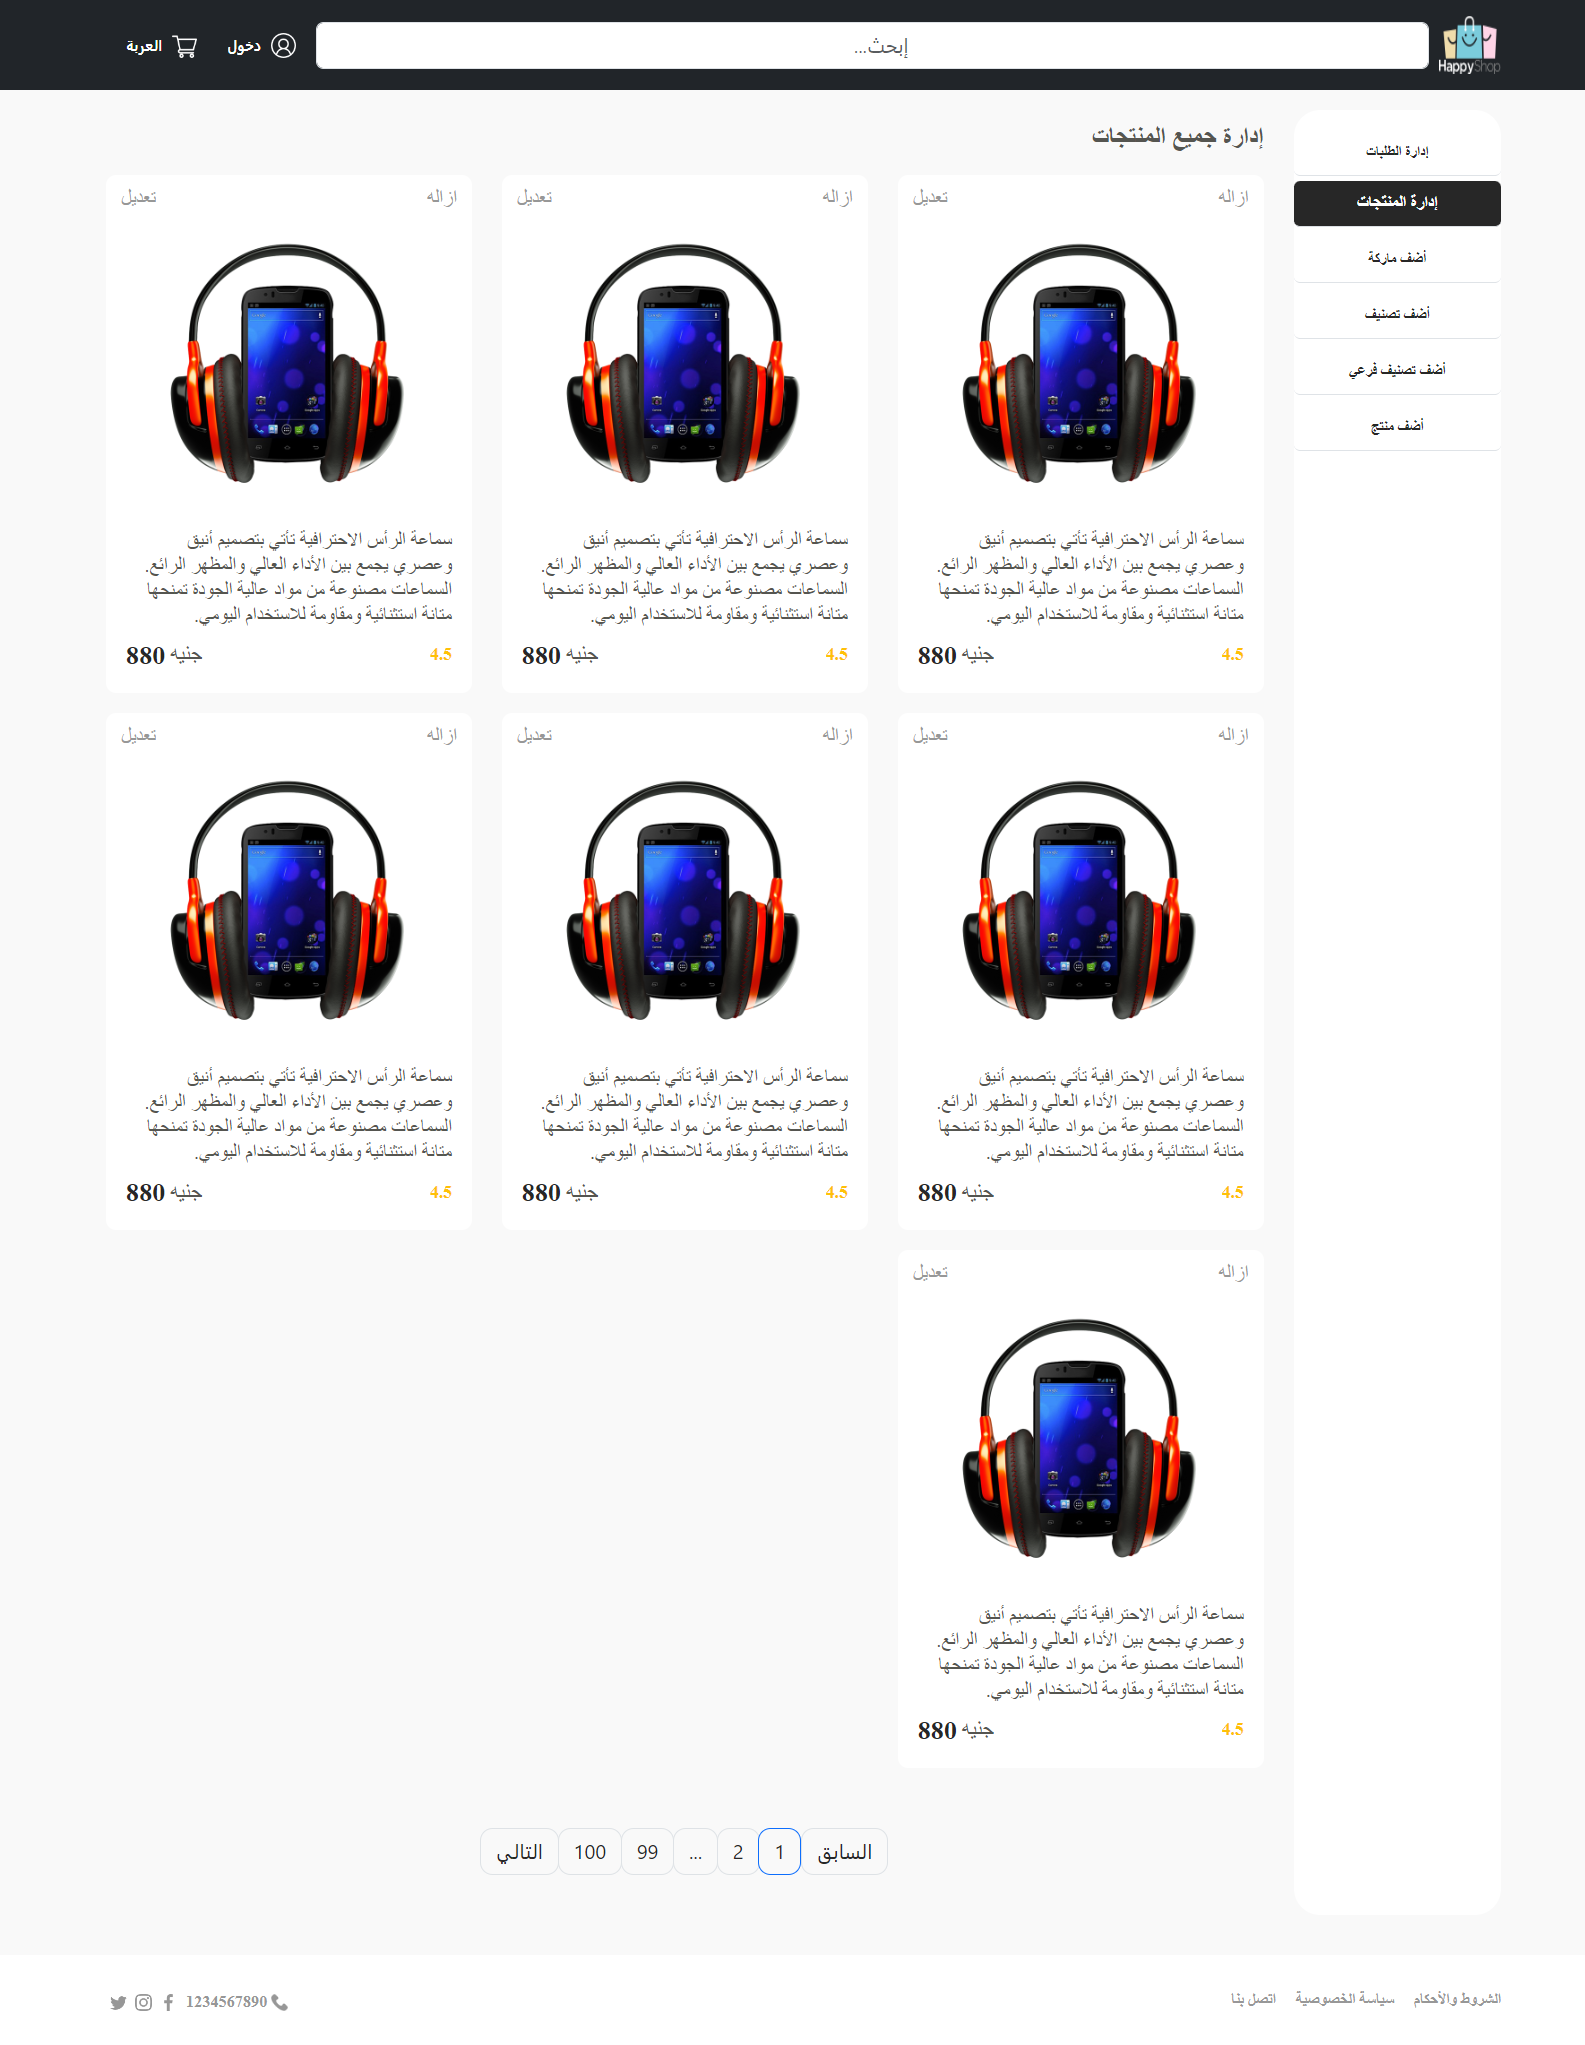 HappyShop
إبحث...
دخول
العربة
إدارة الطلبات
إدارة المنتجات
أضف ماركة
أضف تصنيف
أضف تصنيف فرعي
أضف منتج
إدارة جميع المنتجات
ازاله
تعديل
سماعة الرأس الاحترافية تأتي بتصميم أنيق
وعصري يجمع بين الأداء العالي والمظهر الرائع.
السماعات مصنوعة من مواد عالية الجودة تمنحها
متانة استثنائية ومقاومة للاستخدام اليومي.
4.5
جنيه 880
ازاله
تعديل
سماعة الرأس الاحترافية تأتي بتصميم أنيق
وعصري يجمع بين الأداء العالي والمظهر الرائع.
السماعات مصنوعة من مواد عالية الجودة تمنحها
متانة استثنائية ومقاومة للاستخدام اليومي.
4.5
جنيه 880
ازاله
تعديل
سماعة الرأس الاحترافية تأتي بتصميم أنيق
وعصري يجمع بين الأداء العالي والمظهر الرائع.
السماعات مصنوعة من مواد عالية الجودة تمنحها
متانة استثنائية ومقاومة للاستخدام اليومي.
4.5
جنيه 880
ازاله
تعديل
سماعة الرأس الاحترافية تأتي بتصميم أنيق
وعصري يجمع بين الأداء العالي والمظهر الرائع.
السماعات مصنوعة من مواد عالية الجودة تمنحها
متانة استثنائية ومقاومة للاستخدام اليومي.
4.5
جنيه 880
ازاله
تعديل
سماعة الرأس الاحترافية تأتي بتصميم أنيق
وعصري يجمع بين الأداء العالي والمظهر الرائع.
السماعات مصنوعة من مواد عالية الجودة تمنحها
متانة استثنائية ومقاومة للاستخدام اليومي.
4.5
جنيه 880
ازاله
تعديل
سماعة الرأس الاحترافية تأتي بتصميم أنيق
وعصري يجمع بين الأداء العالي والمظهر الرائع.
السماعات مصنوعة من مواد عالية الجودة تمنحها
متانة استثنائية ومقاومة للاستخدام اليومي.
4.5
جنيه 880
ازاله
تعديل
سماعة الرأس الاحترافية تأتي بتصميم أنيق
وعصري يجمع بين الأداء العالي والمظهر الرائع.
السماعات مصنوعة من مواد عالية الجودة تمنحها
متانة استثنائية ومقاومة للاستخدام اليومي.
4.5
جنيه 880
السابق 1 2 ... 99 100 التالي
الشروط والأحكام سياسة الخصوصية اتصل بنا
1234567890